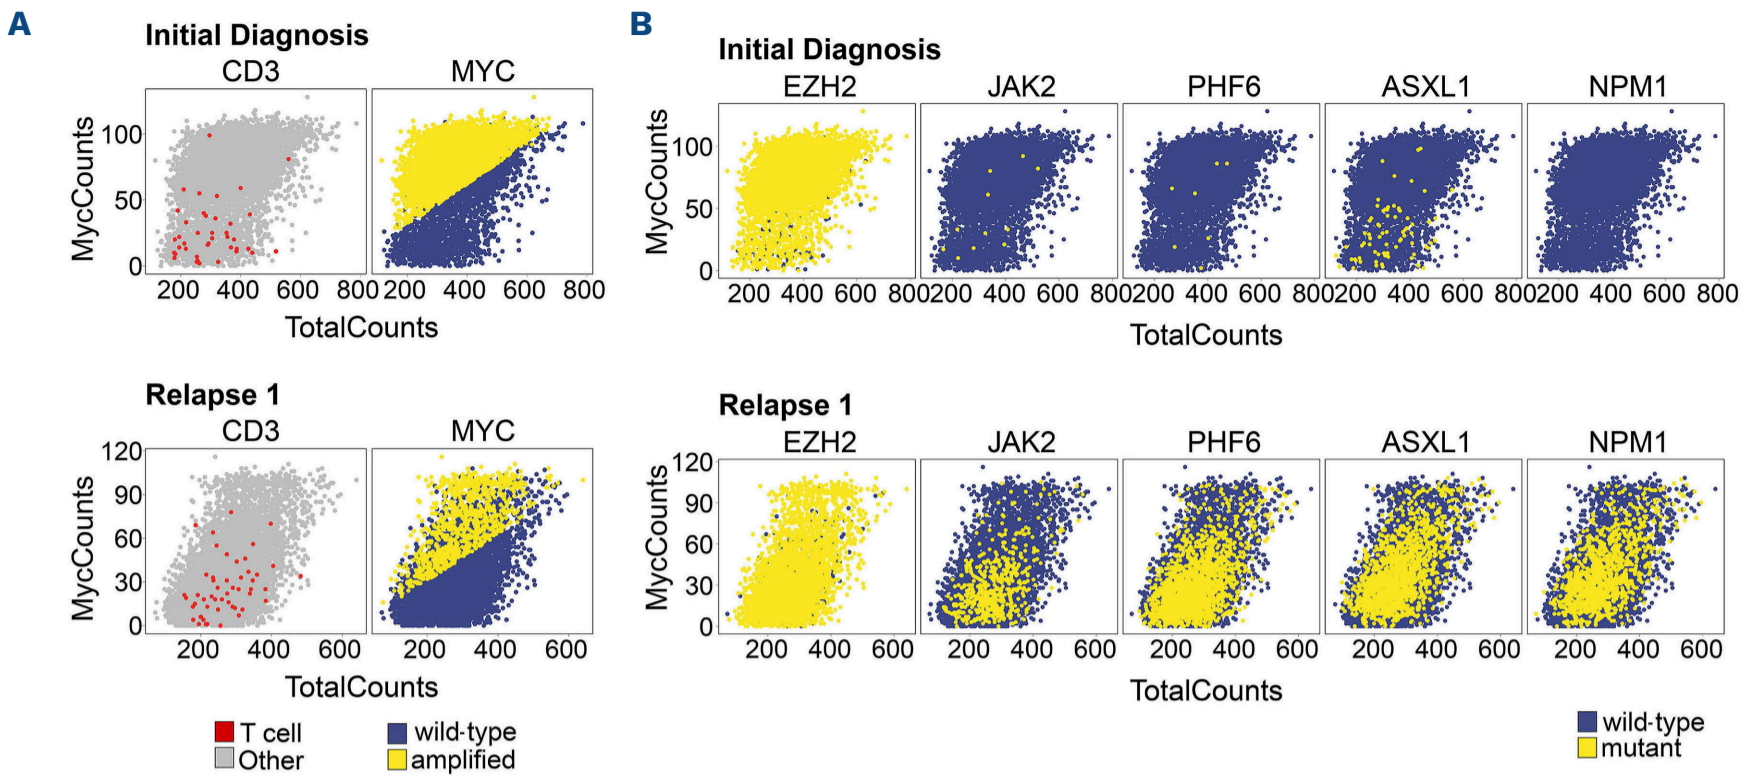 A
Initial Diagnosis
CD3 MYC
MycCounts
100
50
0
200 400 600 800 200 400 600 800
TotalCounts
Relapse 1
CD3 MYC
MycCounts
120
90
60
30
0
200 400 600 200 400 600
TotalCounts
T cell
Other
wild-type
amplified
B
Initial Diagnosis
EZH2 JAK2 PHF6 ASXL1 NPM1
MycCounts
100
50
0
200 400 600 800 200 400 600 800 200 400 600 800 200 400 600 800 200 400 600 800
TotalCounts
Relapse 1
EZH2 JAK2 PHF6 ASXL1 NPM1
MycCounts
120
90
60
30
0
200 400 600 200 400 600 200 400 600 200 400 600 200 400 600
TotalCounts
wild-type
mutant